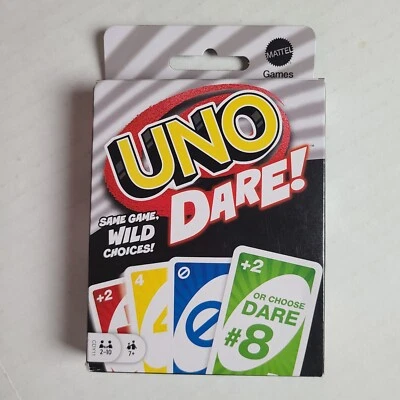 MATTEL
Games
UNO
DARE!
SAME GAME,
WILD
CHOICES!
+2
4
+2
OR CHOOSE
DARE
#8
2-10
7+